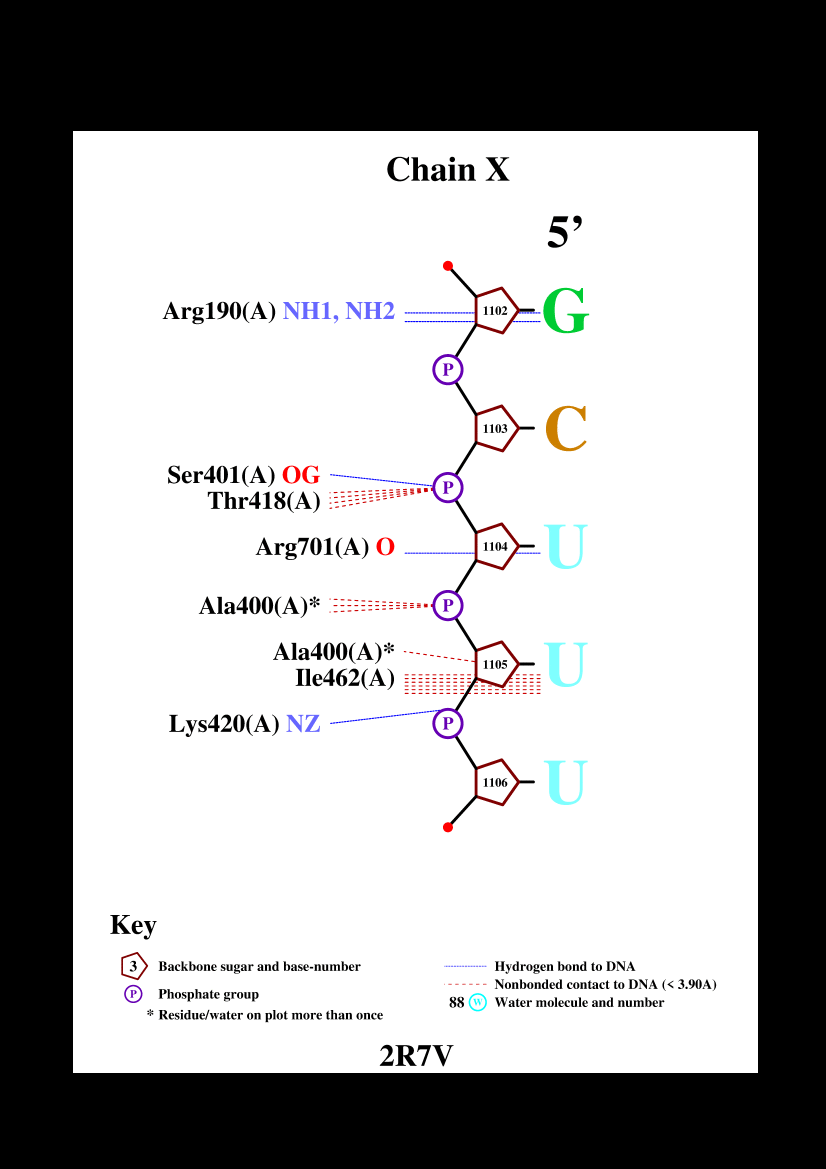 Chain X
5’
Arg190(A) NH1, NH2
1102
G
P
1103
C
Ser401(A) OG
P
Thr418(A)
Arg701(A) O
1104
U
Ala400(A)*
P
Ala400(A)*
1105
U
Ile462(A)
Lys420(A) NZ
P
1106
U
Key
3 Backbone sugar and base-number
P Phosphate group
* Residue/water on plot more than once
Hydrogen bond to DNA
Nonbonded contact to DNA (< 3.90A)
88 W Water molecule and number
2R7V